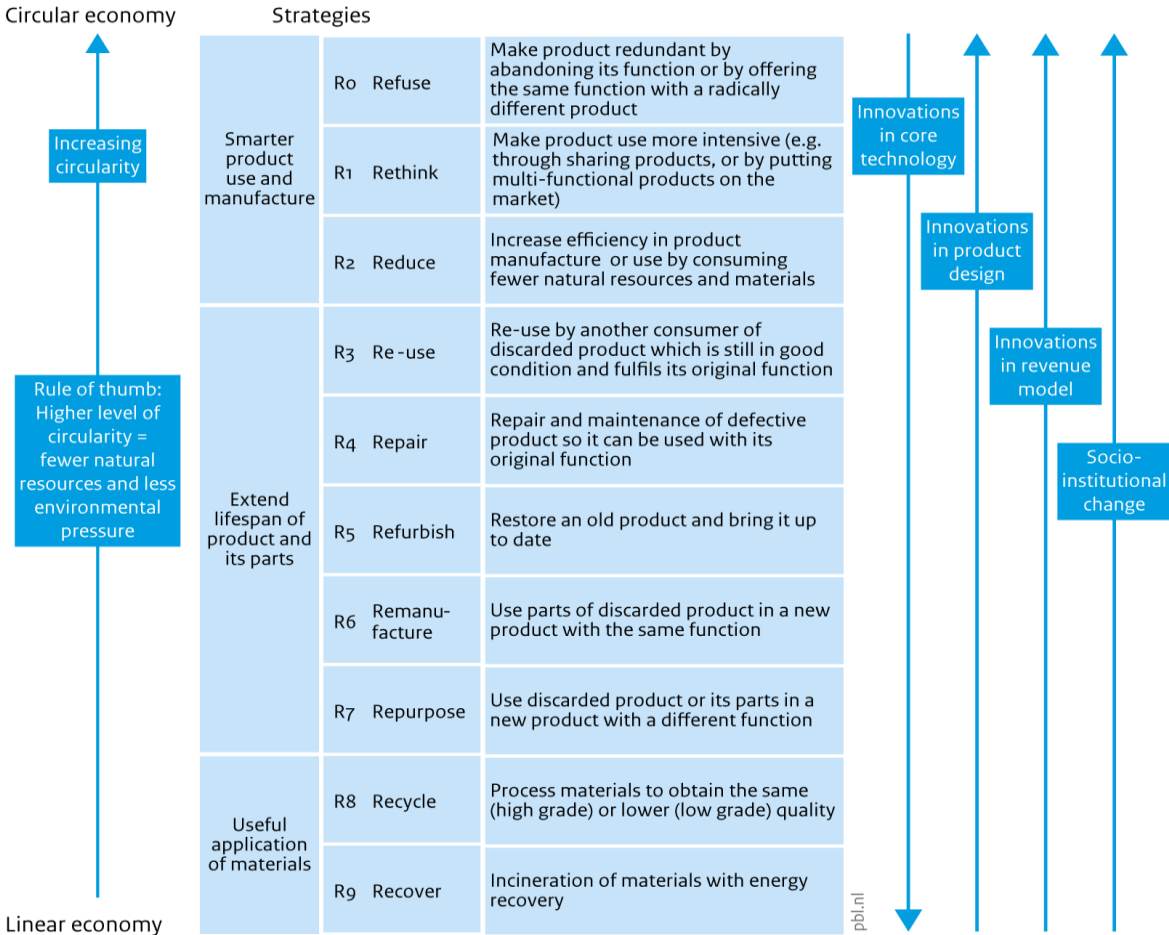 Circular economy
Strategies
Increasing
circularity
Rule of thumb:
Higher level of
circularity =
fewer natural
resources and less
environmental
pressure
Linear economy
Smarter
product
use and
manufacture
R0 Refuse
Make product redundant by
abandoning its function or by offering
the same function with a radically
different product
R1 Rethink
Make product use more intensive (e.g.
through sharing products, or by putting
multi-functional products on the
market)
R2 Reduce
Increase efficiency in product
manufacture or use by consuming
fewer natural resources and materials
Extend
lifespan of
product and
its parts
R3 Re-use
Re-use by another consumer of
discarded product which is still in good
condition and fulfils its original function
R4 Repair
Repair and maintenance of defective
product so it can be used with its
original function
R5 Refurbish
Restore an old product and bring it up
to date
R6 Remanu-
facture
Use parts of discarded product in a new
product with the same function
R7 Repurpose
Use discarded product or its parts in a
new product with a different function
Useful
application
of materials
R8 Recycle
Process materials to obtain the same
(high grade) or lower (low grade) quality
R9 Recover
Incineration of materials with energy
recovery
pbl.nl
Innovations
in core
technology
Innovations
in product
design
Innovations
in revenue
model
Socio-
institutional
change